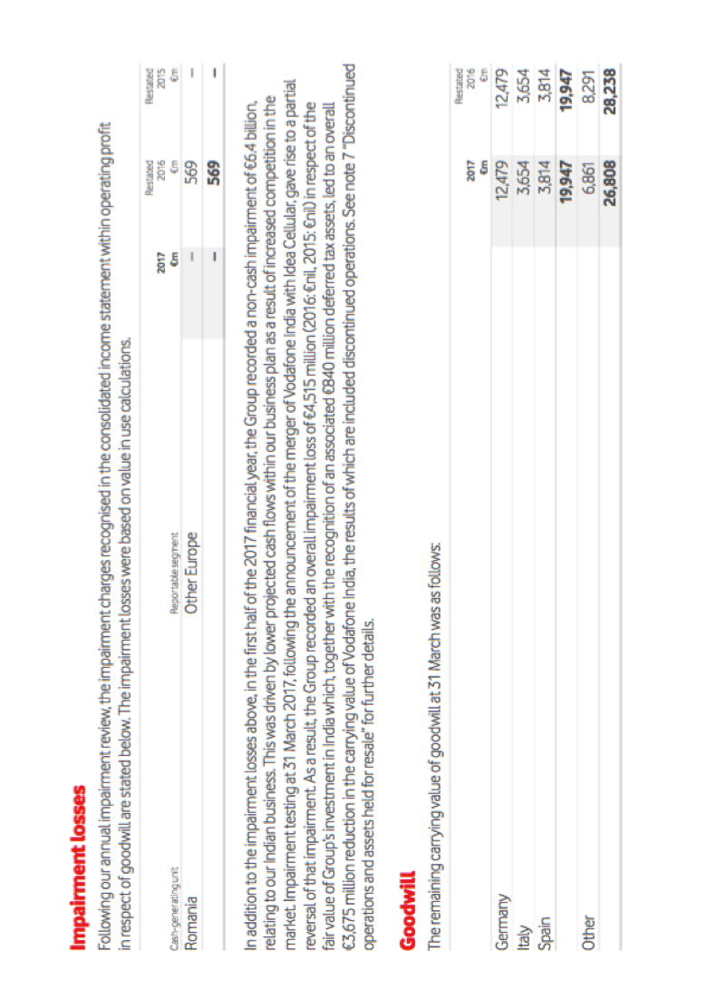 Impairment losses
Following our annual impairment review, the impairment charges recognised in the consolidated income statement within operating profit
in respect of goodwill are stated below. The impairment losses were based on value in use calculations.
Restated Restated
2017 2016 2015
Cash-generating unit Reportable segment €m €m €m
Romania Other Europe – 569 –
– 569 –
In addition to the impairment losses above, in the first half of the 2017 financial year, the Group recorded a non-cash impairment of €6.4 billion,
relating to our Indian business. This was driven by lower projected cash flows within our business plan as a result of increased competition in the
market. Impairment testing at 31 March 2017, following the announcement of the merger of Vodafone India with Idea Cellular, gave rise to a partial
reversal of that impairment. As a result, the Group recorded an overall impairment loss of €4,515 million (2016: €nil, 2015: €nil) in respect of the
fair value of Group's investment in India which, together with the recognition of an associated €840 million deferred tax assets, led to an overall
€3,675 million reduction in the carrying value of Vodafone India, the results of which are included discontinued operations. See note 7 “Discontinued
operations and assets held for resale” for further details.
Goodwill
The remaining carrying value of goodwill at 31 March was as follows:
Restated
2017 2016
€m €m
Germany 12,479 12,479
Italy 3,654 3,654
Spain 3,814 3,814
19,947 19,947
Other 6,861 8,291
26,808 28,238